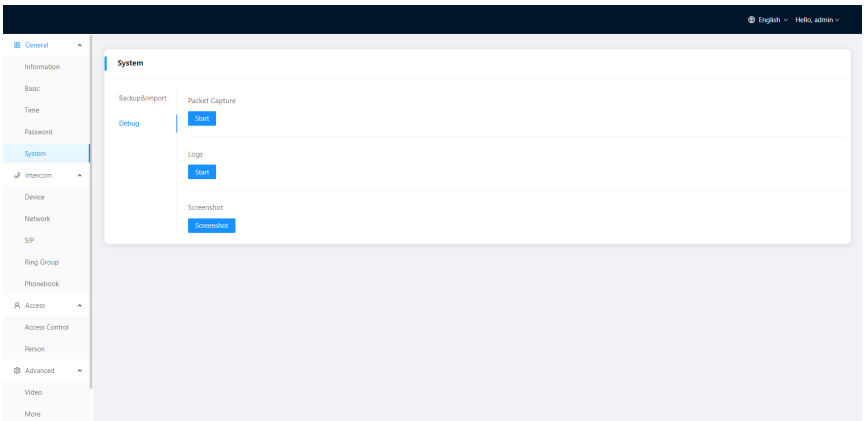 English Hello, admin
General
Information
Basic
Time
Password
System
Intercom
Device
Network
SIP
Ring Group
Phonebook
Access
Access Control
Person
Advanced
Video
More
System
Backup&Import
Debug
Packet Capture
Start
Logs
Start
Screenshot
Screenshot